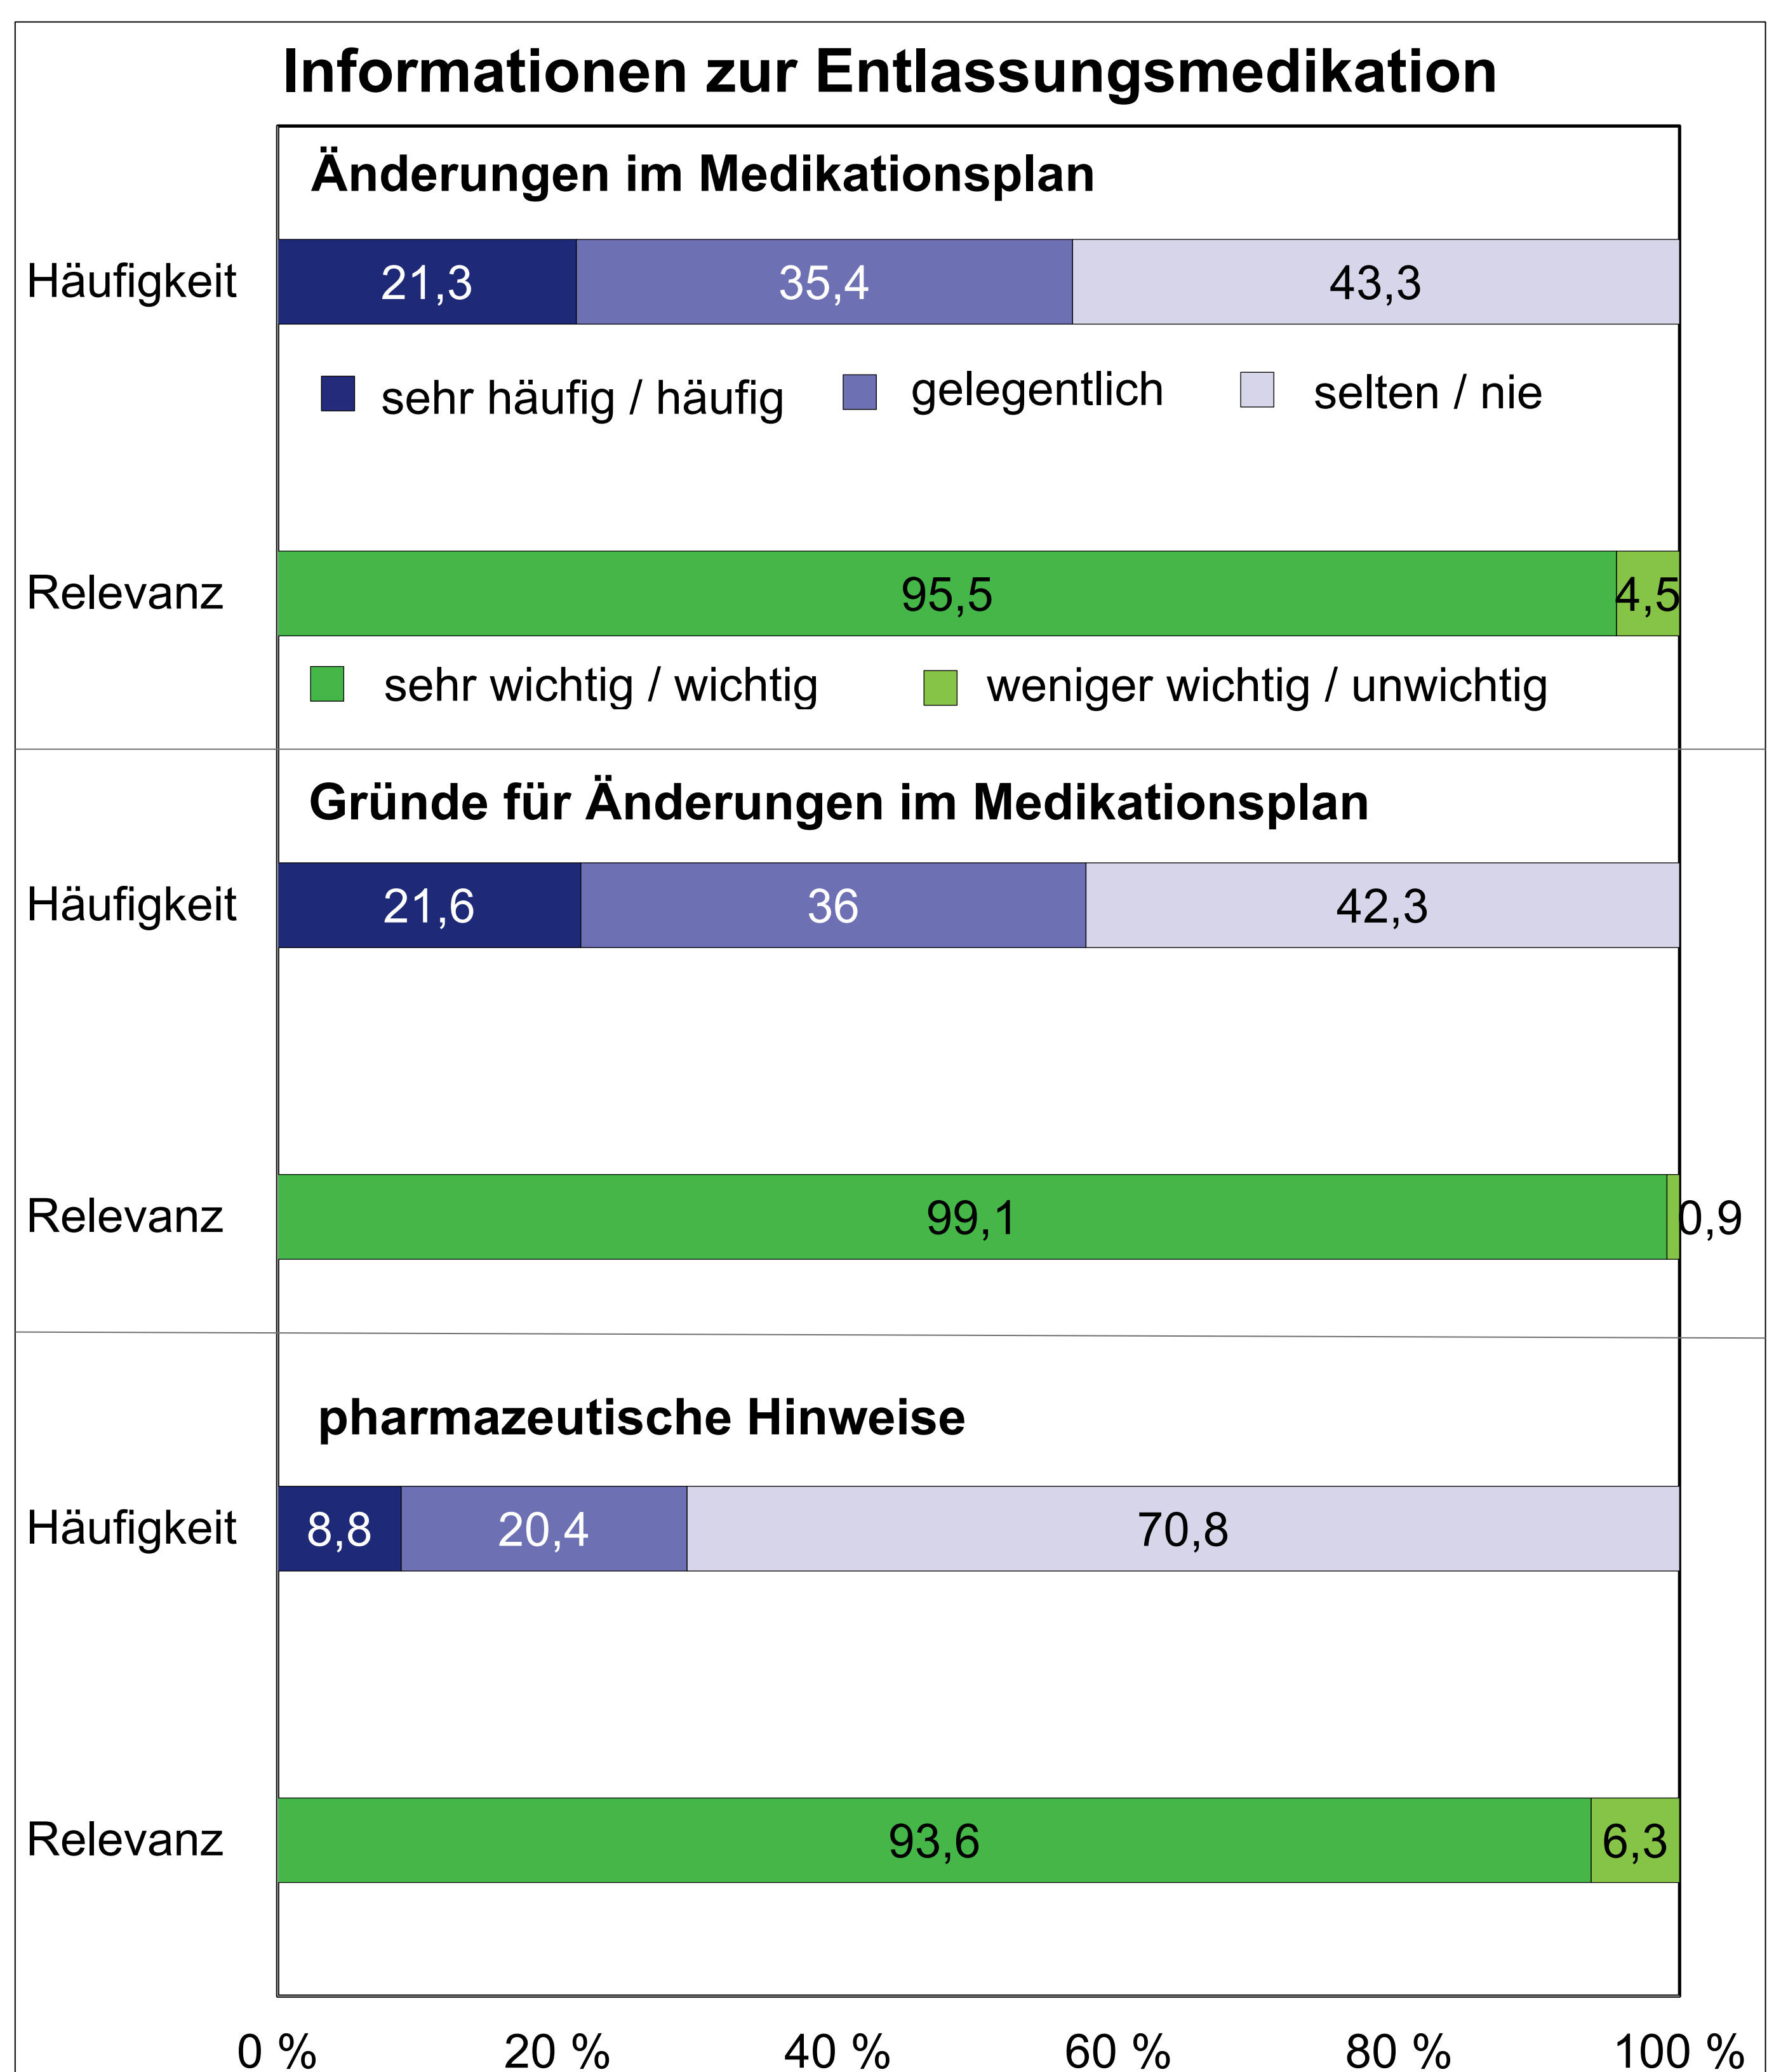 Informationen zur Entlassungsmedikation
Änderungen im Medikationsplan
Häufigkeit 21,3 35,4 43,3
sehr häufig / häufig gelegentlich selten / nie
Relevanz 95,5 4,5
sehr wichtig / wichtig weniger wichtig / unwichtig
Gründe für Änderungen im Medikationsplan
Häufigkeit 21,6 36 42,3
Relevanz 99,1 0,9
pharmazeutische Hinweise
Häufigkeit 8,8 20,4 70,8
Relevanz 93,6 6,3
0 % 20 % 40 % 60 % 80 % 100 %